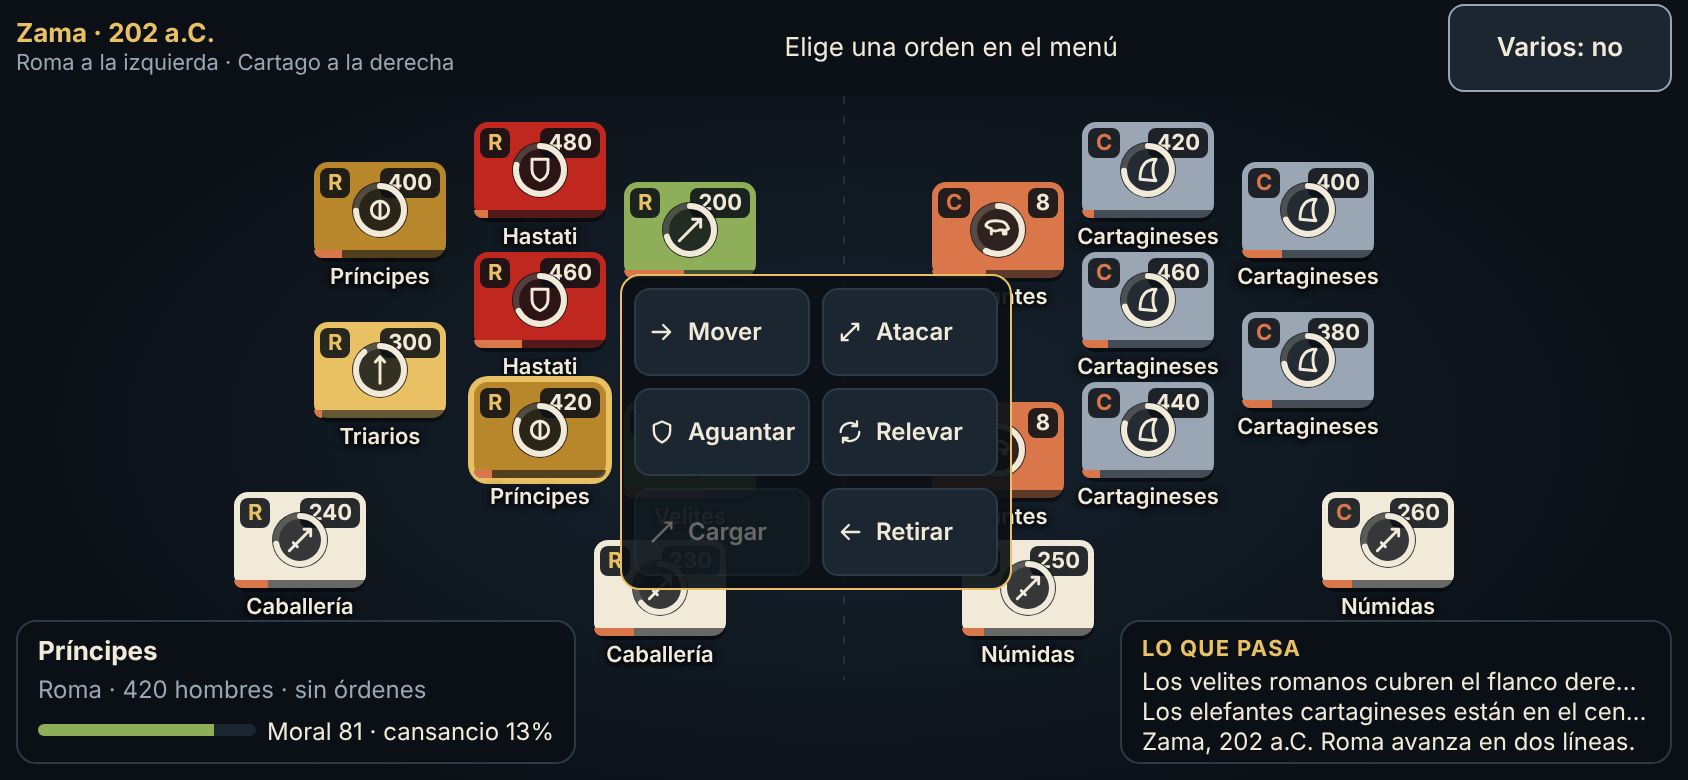 Zama · 202 a.C.
Roma a la izquierda · Cartago a la derecha
Elige una orden en el menú
Varios: no
R 480
Hastati
R 400
Príncipes
R 200
C 8
C 420
Cartagineses
C 400
Cartagineses
R 460
Hastati
C 460
Cartagineses
R 300
Triarios
C 380
Cartagineses
Mover
Atacar
Aguantar
Relevar
Cargar
Retirar
R 420
Príncipes
Velites
8
C 440
Cartagineses
R 240
Caballería
R 230
Caballería
250
Númidas
C 260
Númidas
Príncipes
Roma · 420 hombres · sin órdenes
Moral 81 · cansancio 13%
LO QUE PASA
Los velites romanos cubren el flanco dere...
Los elefantes cartagineses están en el cen...
Zama, 202 a.C. Roma avanza en dos líneas.